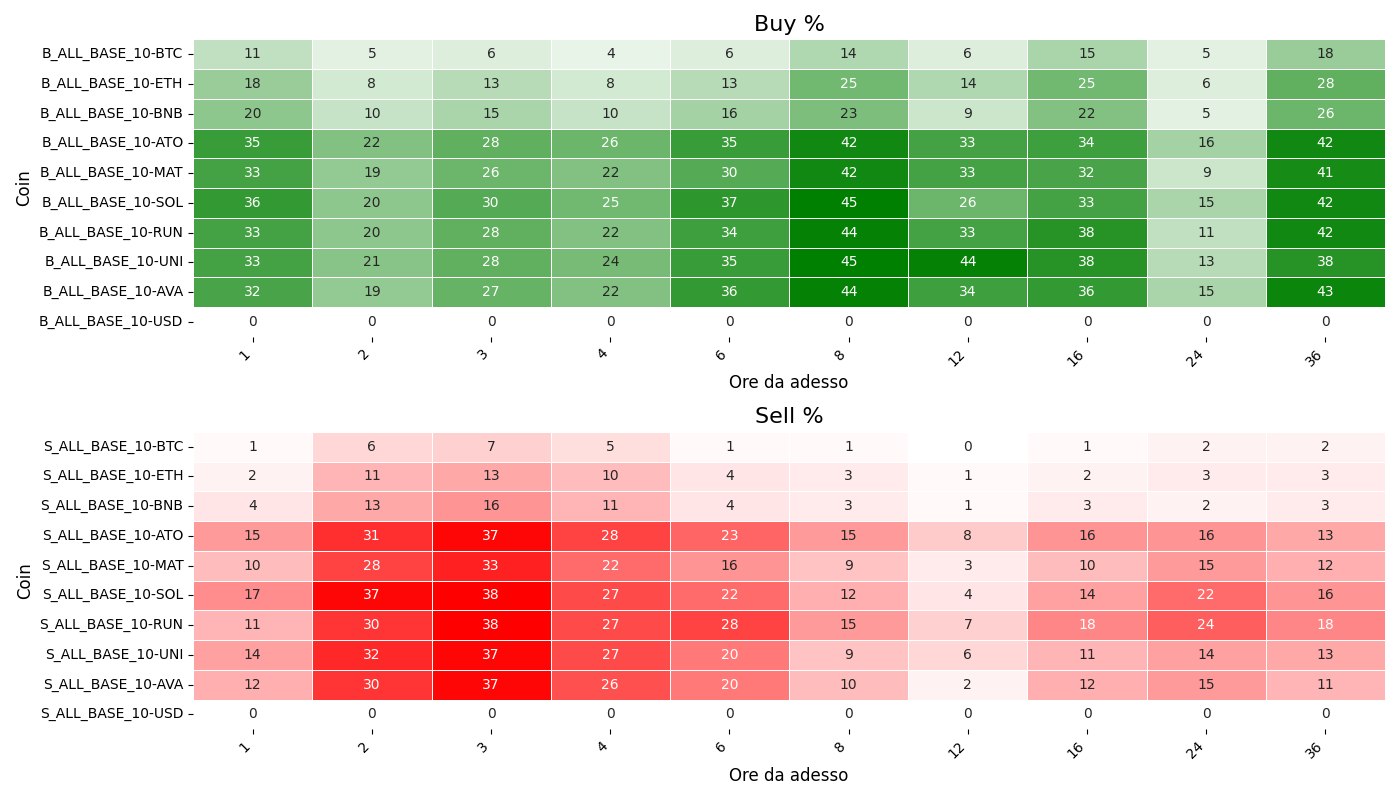 Buy %
Coin
B_ALL_BASE_10-BTC 11 5 6 4 6 14 6 15 5 18
B_ALL_BASE_10-ETH 18 8 13 8 13 25 14 25 6 28
B_ALL_BASE_10-BNB 20 10 15 10 16 23 9 22 5 26
B_ALL_BASE_10-ATO 35 22 28 26 35 42 33 34 16 42
B_ALL_BASE_10-MAT 33 19 26 22 30 42 33 32 9 41
B_ALL_BASE_10-SOL 36 20 30 25 37 45 26 33 15 42
B_ALL_BASE_10-RUN 33 20 28 22 34 44 33 38 11 42
B_ALL_BASE_10-UNI 33 21 28 24 35 45 44 38 13 38
B_ALL_BASE_10-AVA 32 19 27 22 36 44 34 36 15 43
B_ALL_BASE_10-USD 0 0 0 0 0 0 0 0 0 0
1 2 3 4 6 8 12 16 24 36
Ore da adesso
Sell %
Coin
S_ALL_BASE_10-BTC 1 6 7 5 1 1 0 1 2 2
S_ALL_BASE_10-ETH 2 11 13 10 4 3 1 2 3 3
S_ALL_BASE_10-BNB 4 13 16 11 4 3 1 3 2 3
S_ALL_BASE_10-ATO 15 31 37 28 23 15 8 16 16 13
S_ALL_BASE_10-MAT 10 28 33 22 16 9 3 10 15 12
S_ALL_BASE_10-SOL 17 37 38 27 22 12 4 14 22 16
S_ALL_BASE_10-RUN 11 30 38 27 28 15 7 18 24 18
S_ALL_BASE_10-UNI 14 32 37 27 20 9 6 11 14 13
S_ALL_BASE_10-AVA 12 30 37 26 20 10 2 12 15 11
S_ALL_BASE_10-USD 0 0 0 0 0 0 0 0 0 0
1 2 3 4 6 8 12 16 24 36
Ore da adesso